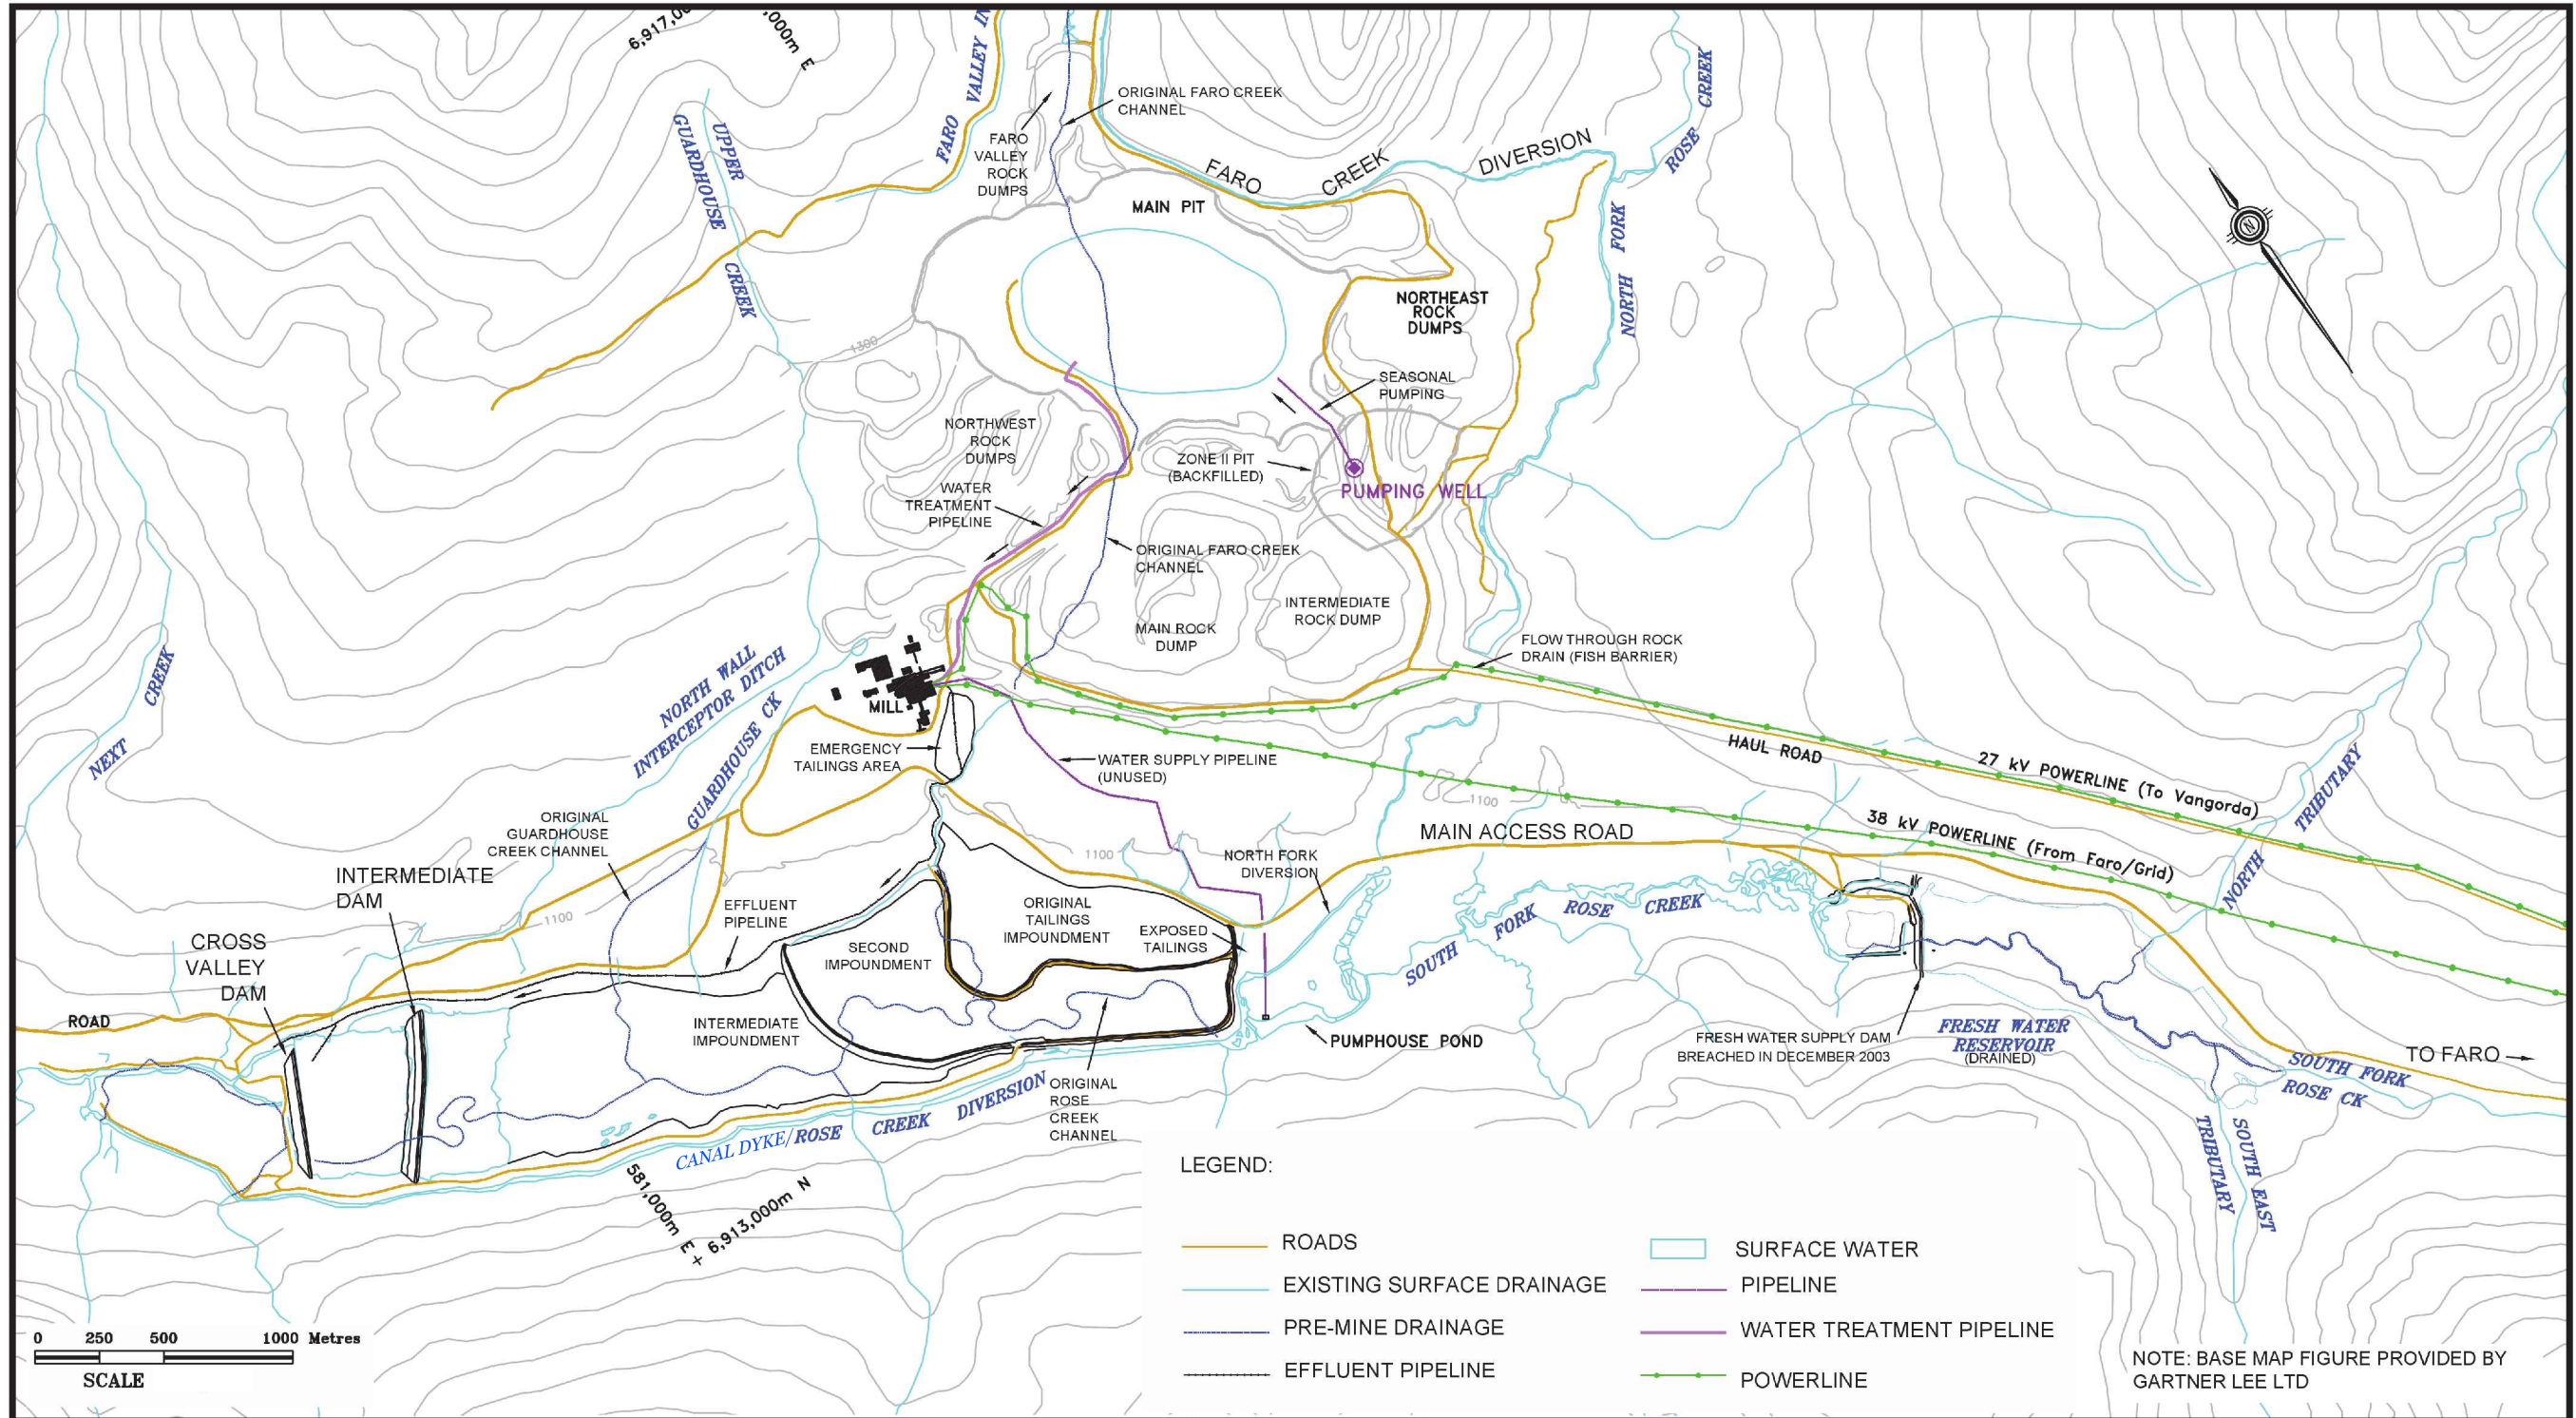 6,917,00
,000m E
FARO VALLEY IN
ORIGINAL FARO CREEK
CHANNEL
FARO
VALLEY
ROCK
DUMPS
UPPER
GUARDHOUSE
CREEK
FARO CREEK DIVERSION
ROSE CREEK
NORTH FORK
MAIN PIT
N
NORTHEAST
ROCK
DUMPS
1300
SEASONAL
PUMPING
NORTHWEST
ROCK
DUMPS
ZONE II PIT
(BACKFILLED)
PUMPING WELL
WATER
TREATMENT
PIPELINE
ORIGINAL FARO CREEK
CHANNEL
INTERMEDIATE
ROCK DUMP
MAIN ROCK
DUMP
FLOW THROUGH ROCK
DRAIN (FISH BARRIER)
NEXT CREEK
NORTH WALL
INTERCEPTOR DITCH
GUARDHOUSE CK
MILL
EMERGENCY
TAILINGS AREA
WATER SUPPLY PIPELINE
(UNUSED)
HAUL ROAD
27 kV POWERLINE (To Vangorda)
38 kV POWERLINE (From Faro/Grid)
NORTH TRIBUTARY
1100
MAIN ACCESS ROAD
ORIGINAL
GUARDHOUSE
CREEK CHANNEL
1100
NORTH FORK
DIVERSION
INTERMEDIATE
DAM
1100
EFFLUENT
PIPELINE
ORIGINAL
TAILINGS
IMPOUNDMENT
EXPOSED
TAILINGS
SECOND
IMPOUNDMENT
SOUTH FORK ROSE CREEK
CROSS
VALLEY
DAM
ROAD
INTERMEDIATE
IMPOUNDMENT
PUMPHOUSE POND
FRESH WATER SUPPLY DAM
BREACHED IN DECEMBER 2003
FRESH WATER
RESERVOIR
(DRAINED)
TO FARO
SOUTH FORK
ROSE CK
SOUTH EAST
TRIBUTARY
ORIGINAL
ROSE
CREEK
CHANNEL
CANAL DYKE/ROSE CREEK DIVERSION
581,000m E
6,913,000m N
LEGEND:
ROADS
EXISTING SURFACE DRAINAGE
PRE-MINE DRAINAGE
EFFLUENT PIPELINE
SURFACE WATER
PIPELINE
WATER TREATMENT PIPELINE
POWERLINE
0 250 500 1000 Metres
SCALE
NOTE: BASE MAP FIGURE PROVIDED BY
GARTNER LEE LTD